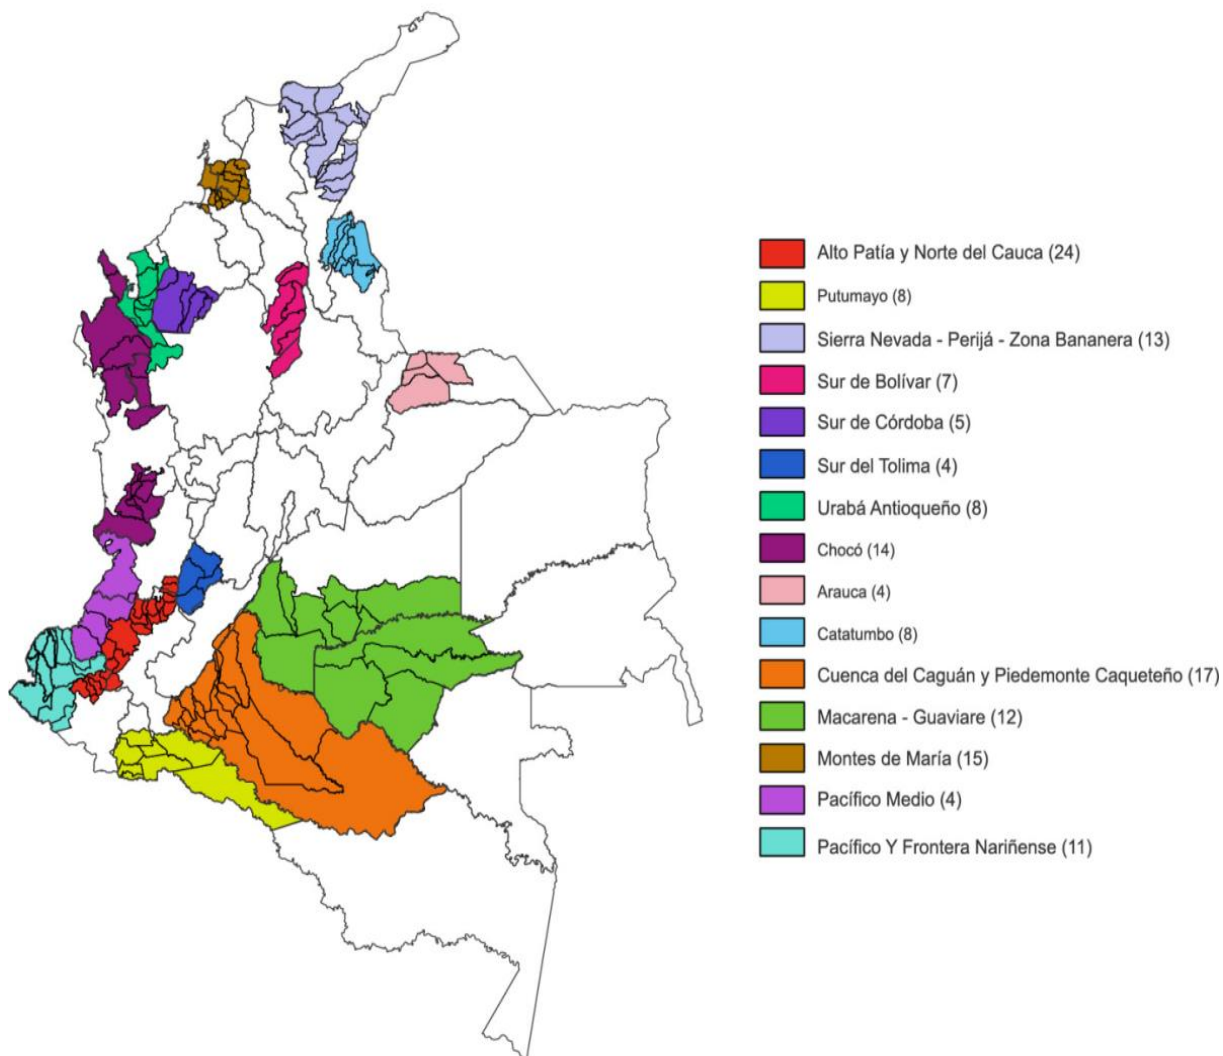 Alto Patía y Norte del Cauca (24)
Putumayo (8)
Sierra Nevada - Perijá - Zona Bananera (13)
Sur de Bolívar (7)
Sur de Córdoba (5)
Sur del Tolima (4)
Urabá Antioqueño (8)
Chocó (14)
Arauca (4)
Catatumbo (8)
Cuenca del Caguán y Piedemonte Caqueteño (17)
Macarena - Guaviare (12)
Montes de María (15)
Pacífico Medio (4)
Pacífico Y Frontera Nariñense (11)